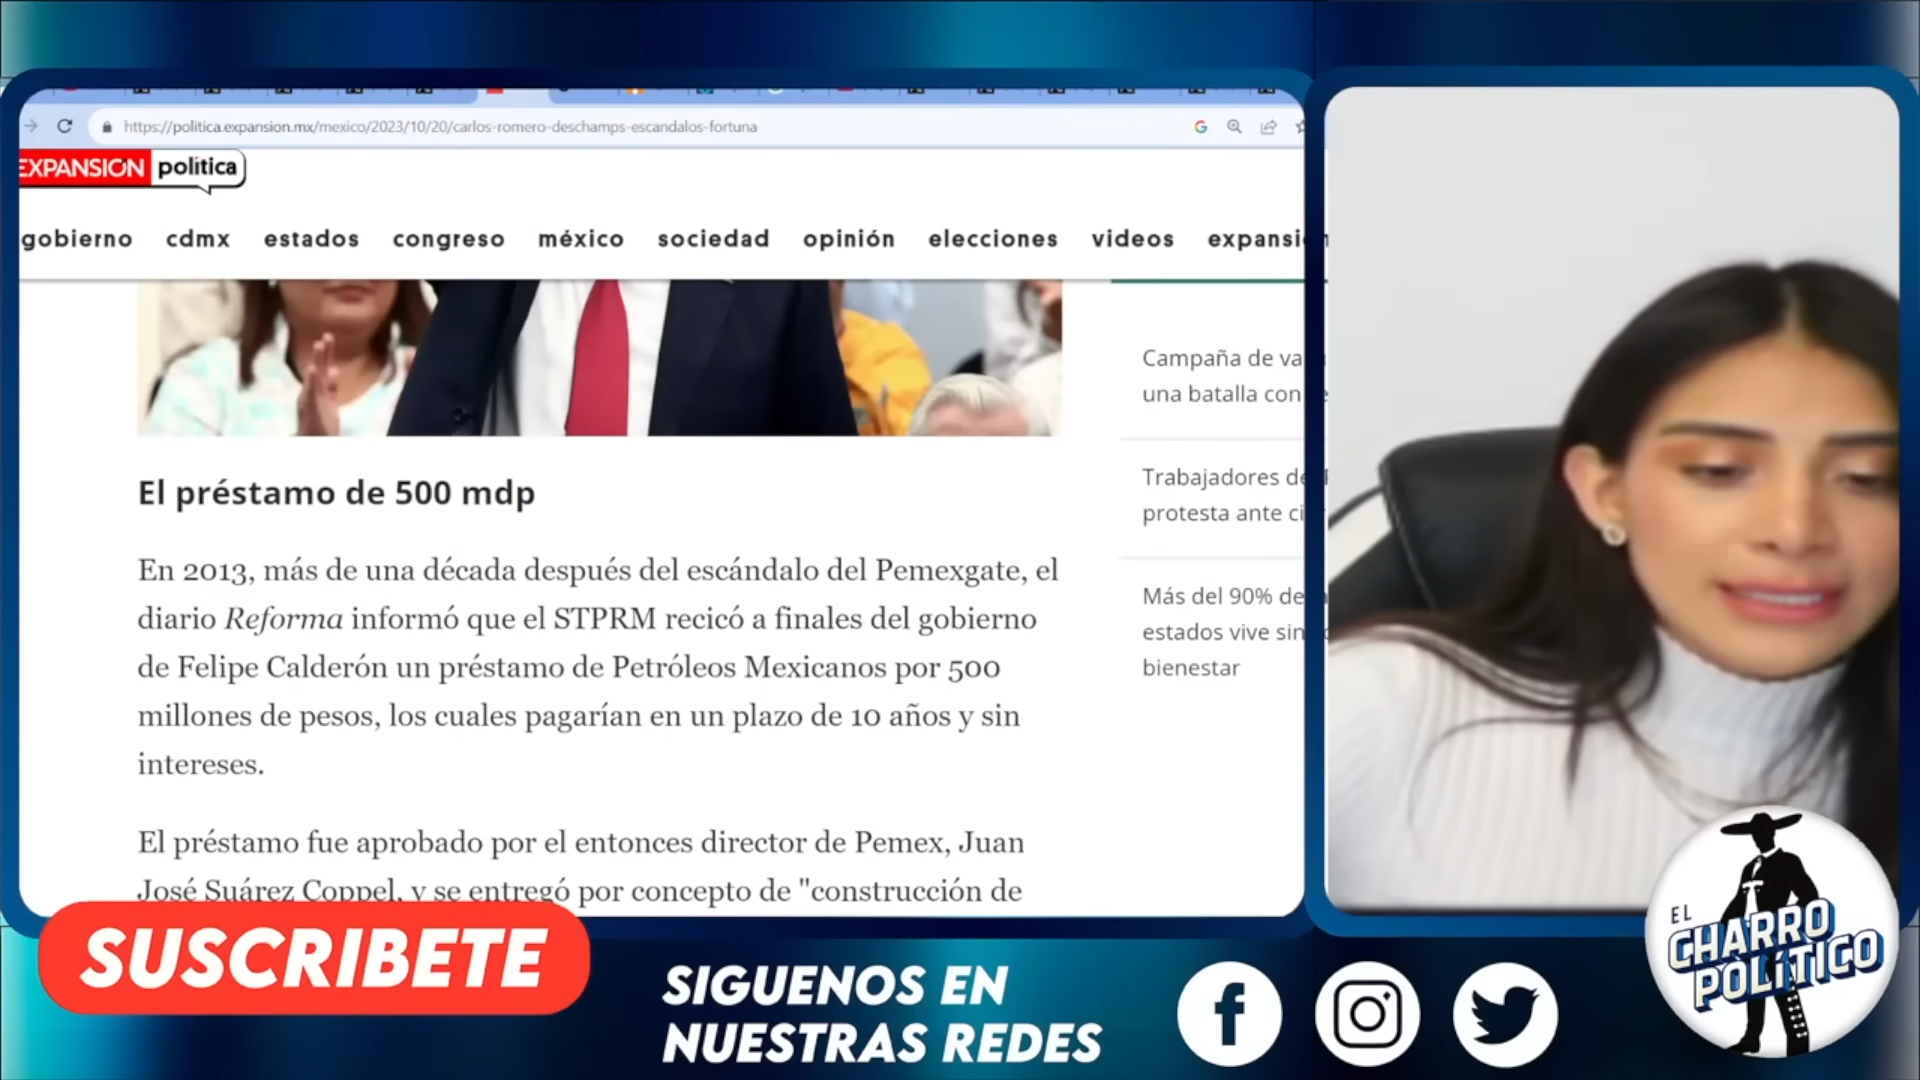 https://politica.expansion.mx/mexico/2023/10/20/carlos-romero-deschamps-escandalos-fortuna
EXPANSIÓN política
gobierno cdmx estados congreso méxico sociedad opinión elecciones videos
Campaña de
una batalla con
El préstamo de 500 mdp
En 2013, más de una década después del escándalo del Pemexgate, el
diario Reforma informó que el STPRM recicó a finales del gobierno
de Felipe Calderón un préstamo de Petróleos Mexicanos por 500
millones de pesos, los cuales pagarían en un plazo de 10 años y sin
intereses.
El préstamo fue aprobado por el entonces director de Pemex, Juan
José Suárez Coppel, y se entregó por concepto de "construcción de
Trabajadores
protesta ante
Más del 90% de
estados vive
bienestar
SUSCRIBETE
SIGUENOS EN
NUESTRAS REDES
EL
CHARRO
POLÍTICO